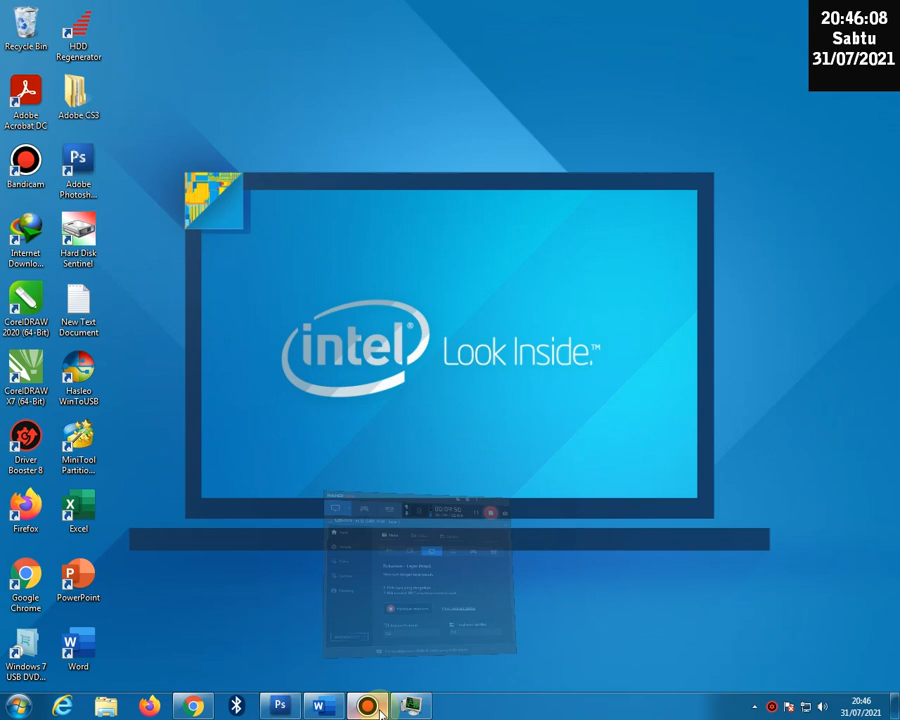 20:46:08
Sabtu
31/07/2021
Recycle Bin
HDD
Regenerator
Adobe
Acrobat DC
Adobe CS3
Bandicam
Adobe
Photosh...
Internet
Downlo...
Hard Disk
Sentinel
CorelDRAW
2020 (64-Bit)
New Text
Document
CorelDRAW
X7 (64-Bit)
Hasleo
WinToUSB
Driver
Booster 8
MiniTool
Partitio...
Firefox
Excel
Google
Chrome
PowerPoint
Windows 7
USB DVD...
Word
intel®
Look Inside.™
20:46
31/07/2021